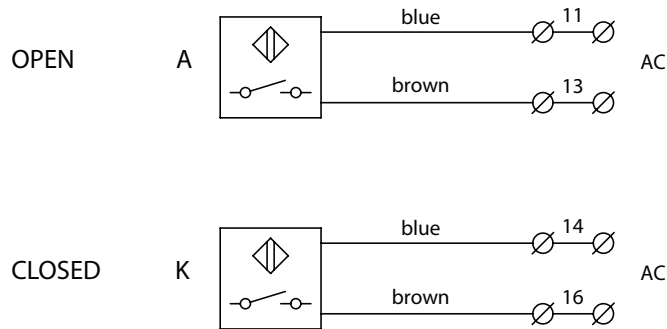 blue 11
OPEN A AC
brown 13
blue 14
CLOSED K AC
brown 16